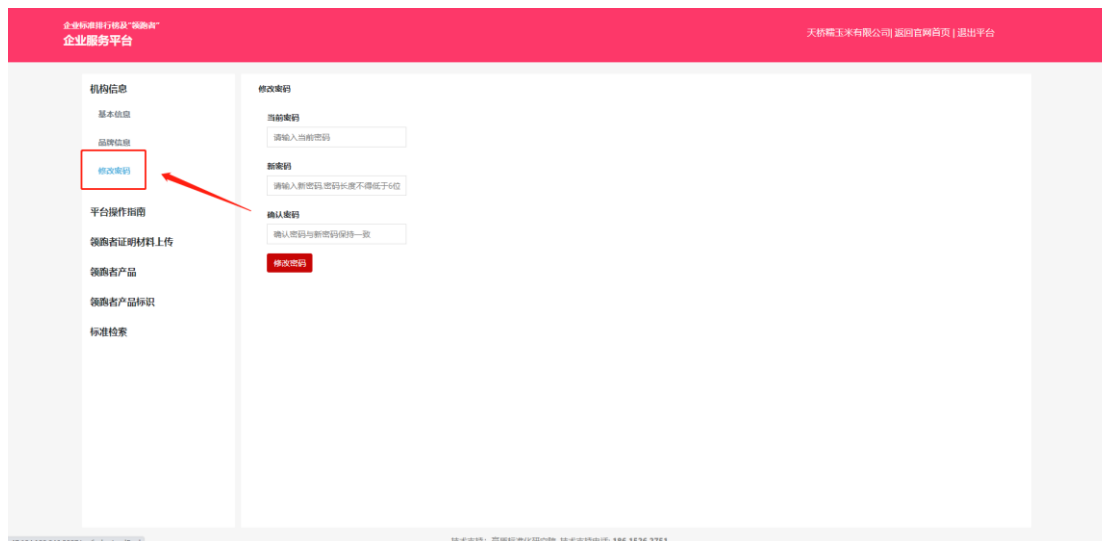 企业标准排行榜及"领跑者"
企业服务平台
天桥糯玉米有限公司| 返回官网首页 | 退出平台
机构信息
基本信息
品牌信息
修改密码
平台操作指南
领跑者证明材料上传
领跑者产品
领跑者产品标识
标准检索
修改密码
当前密码
请输入当前密码
新密码
请输入新密码,密码长度不得低于6位
确认密码
确认密码与新密码保持一致
修改密码